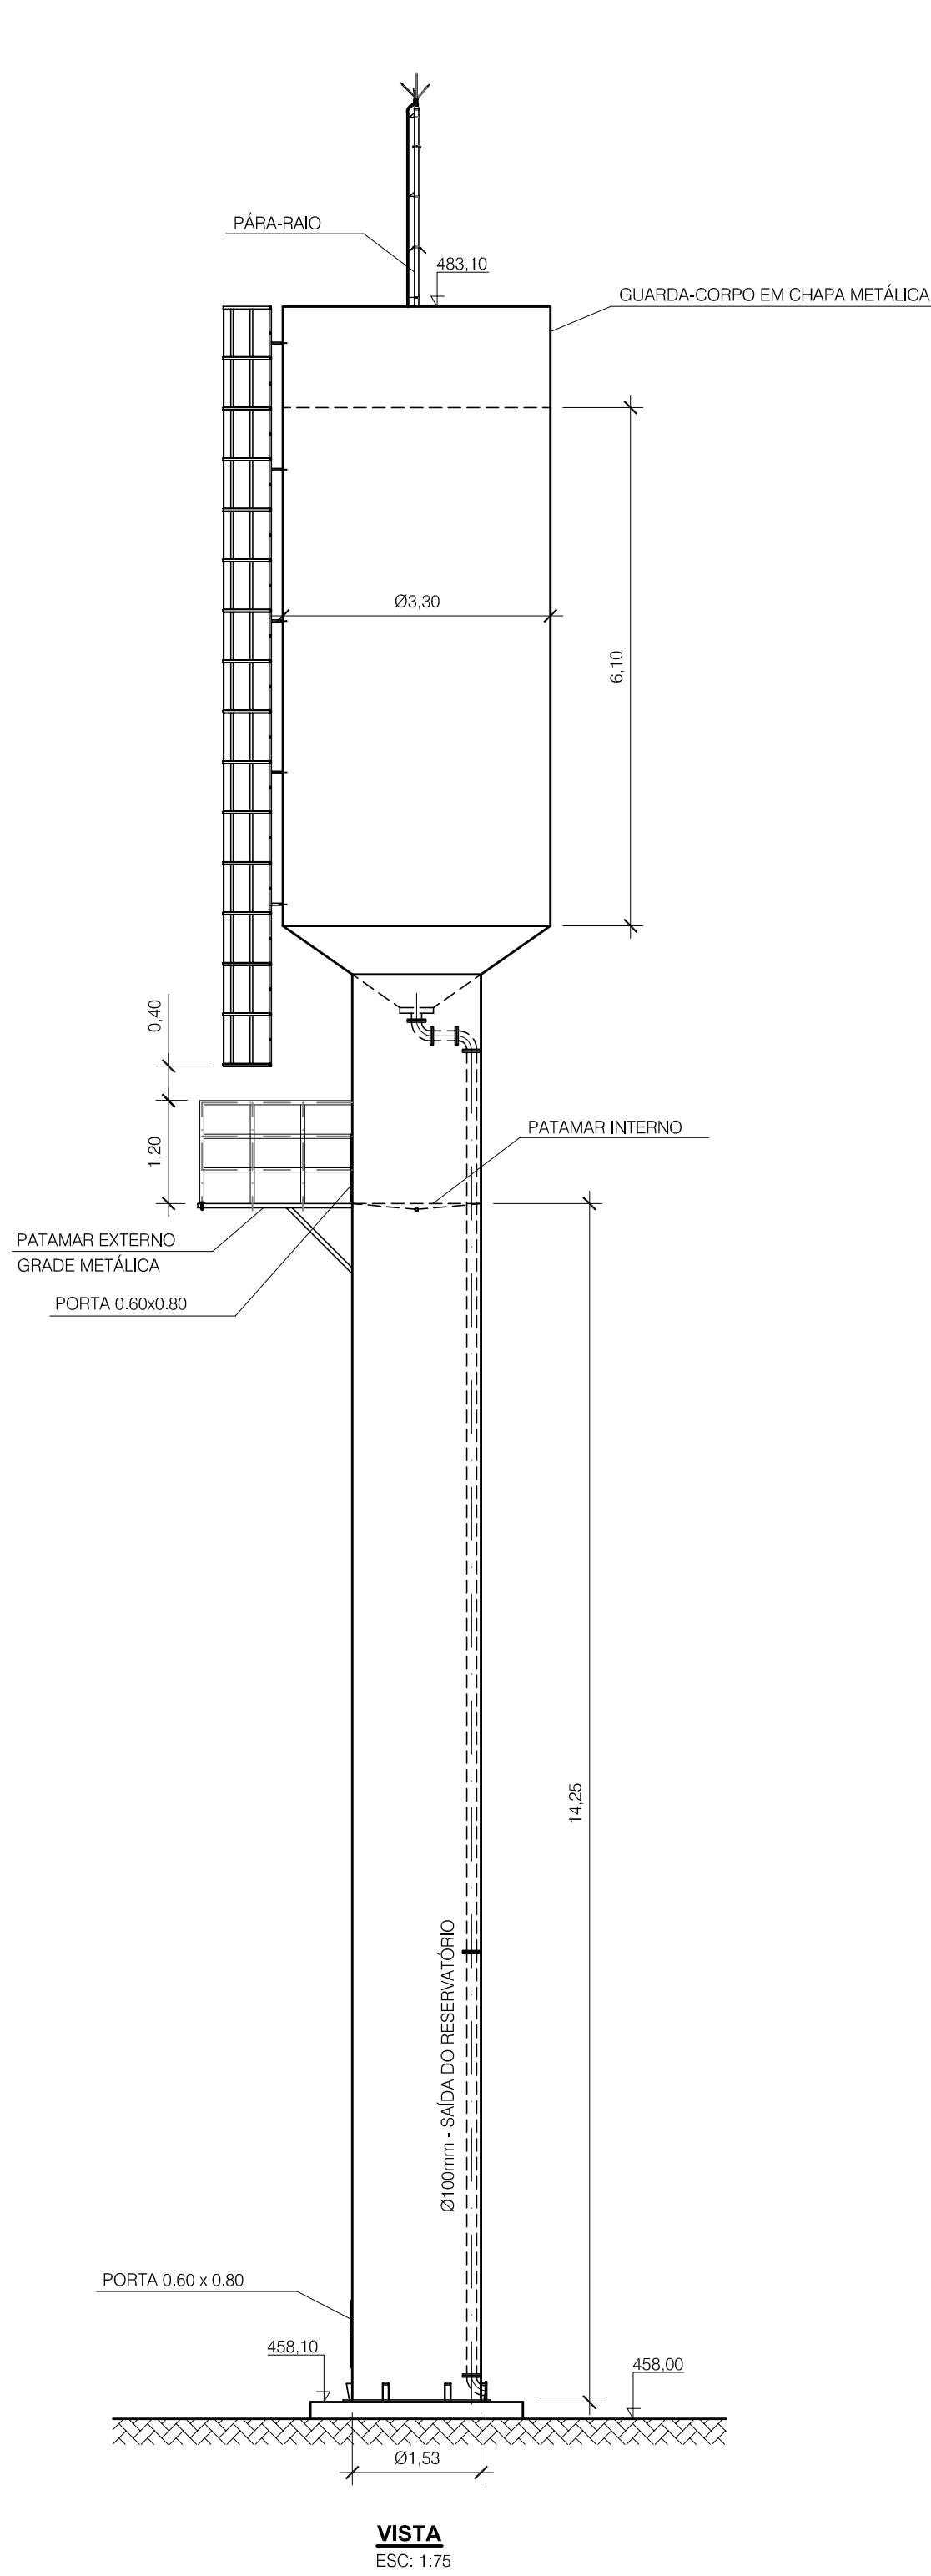 PÁRA-RAIO
483,10
GUARDA-CORPO EM CHAPA METÁLICA
Ø3,30
6,10
0,40
1,20
PATAMAR INTERNO
PATAMAR EXTERNO
GRADE METÁLICA
PORTA 0.60x0.80
14,25
Ø100mm - SAÍDA DO RESERVATÓRIO
PORTA 0.60 x 0.80
458,10
458,00
Ø1,53
VISTA
ESC: 1:75